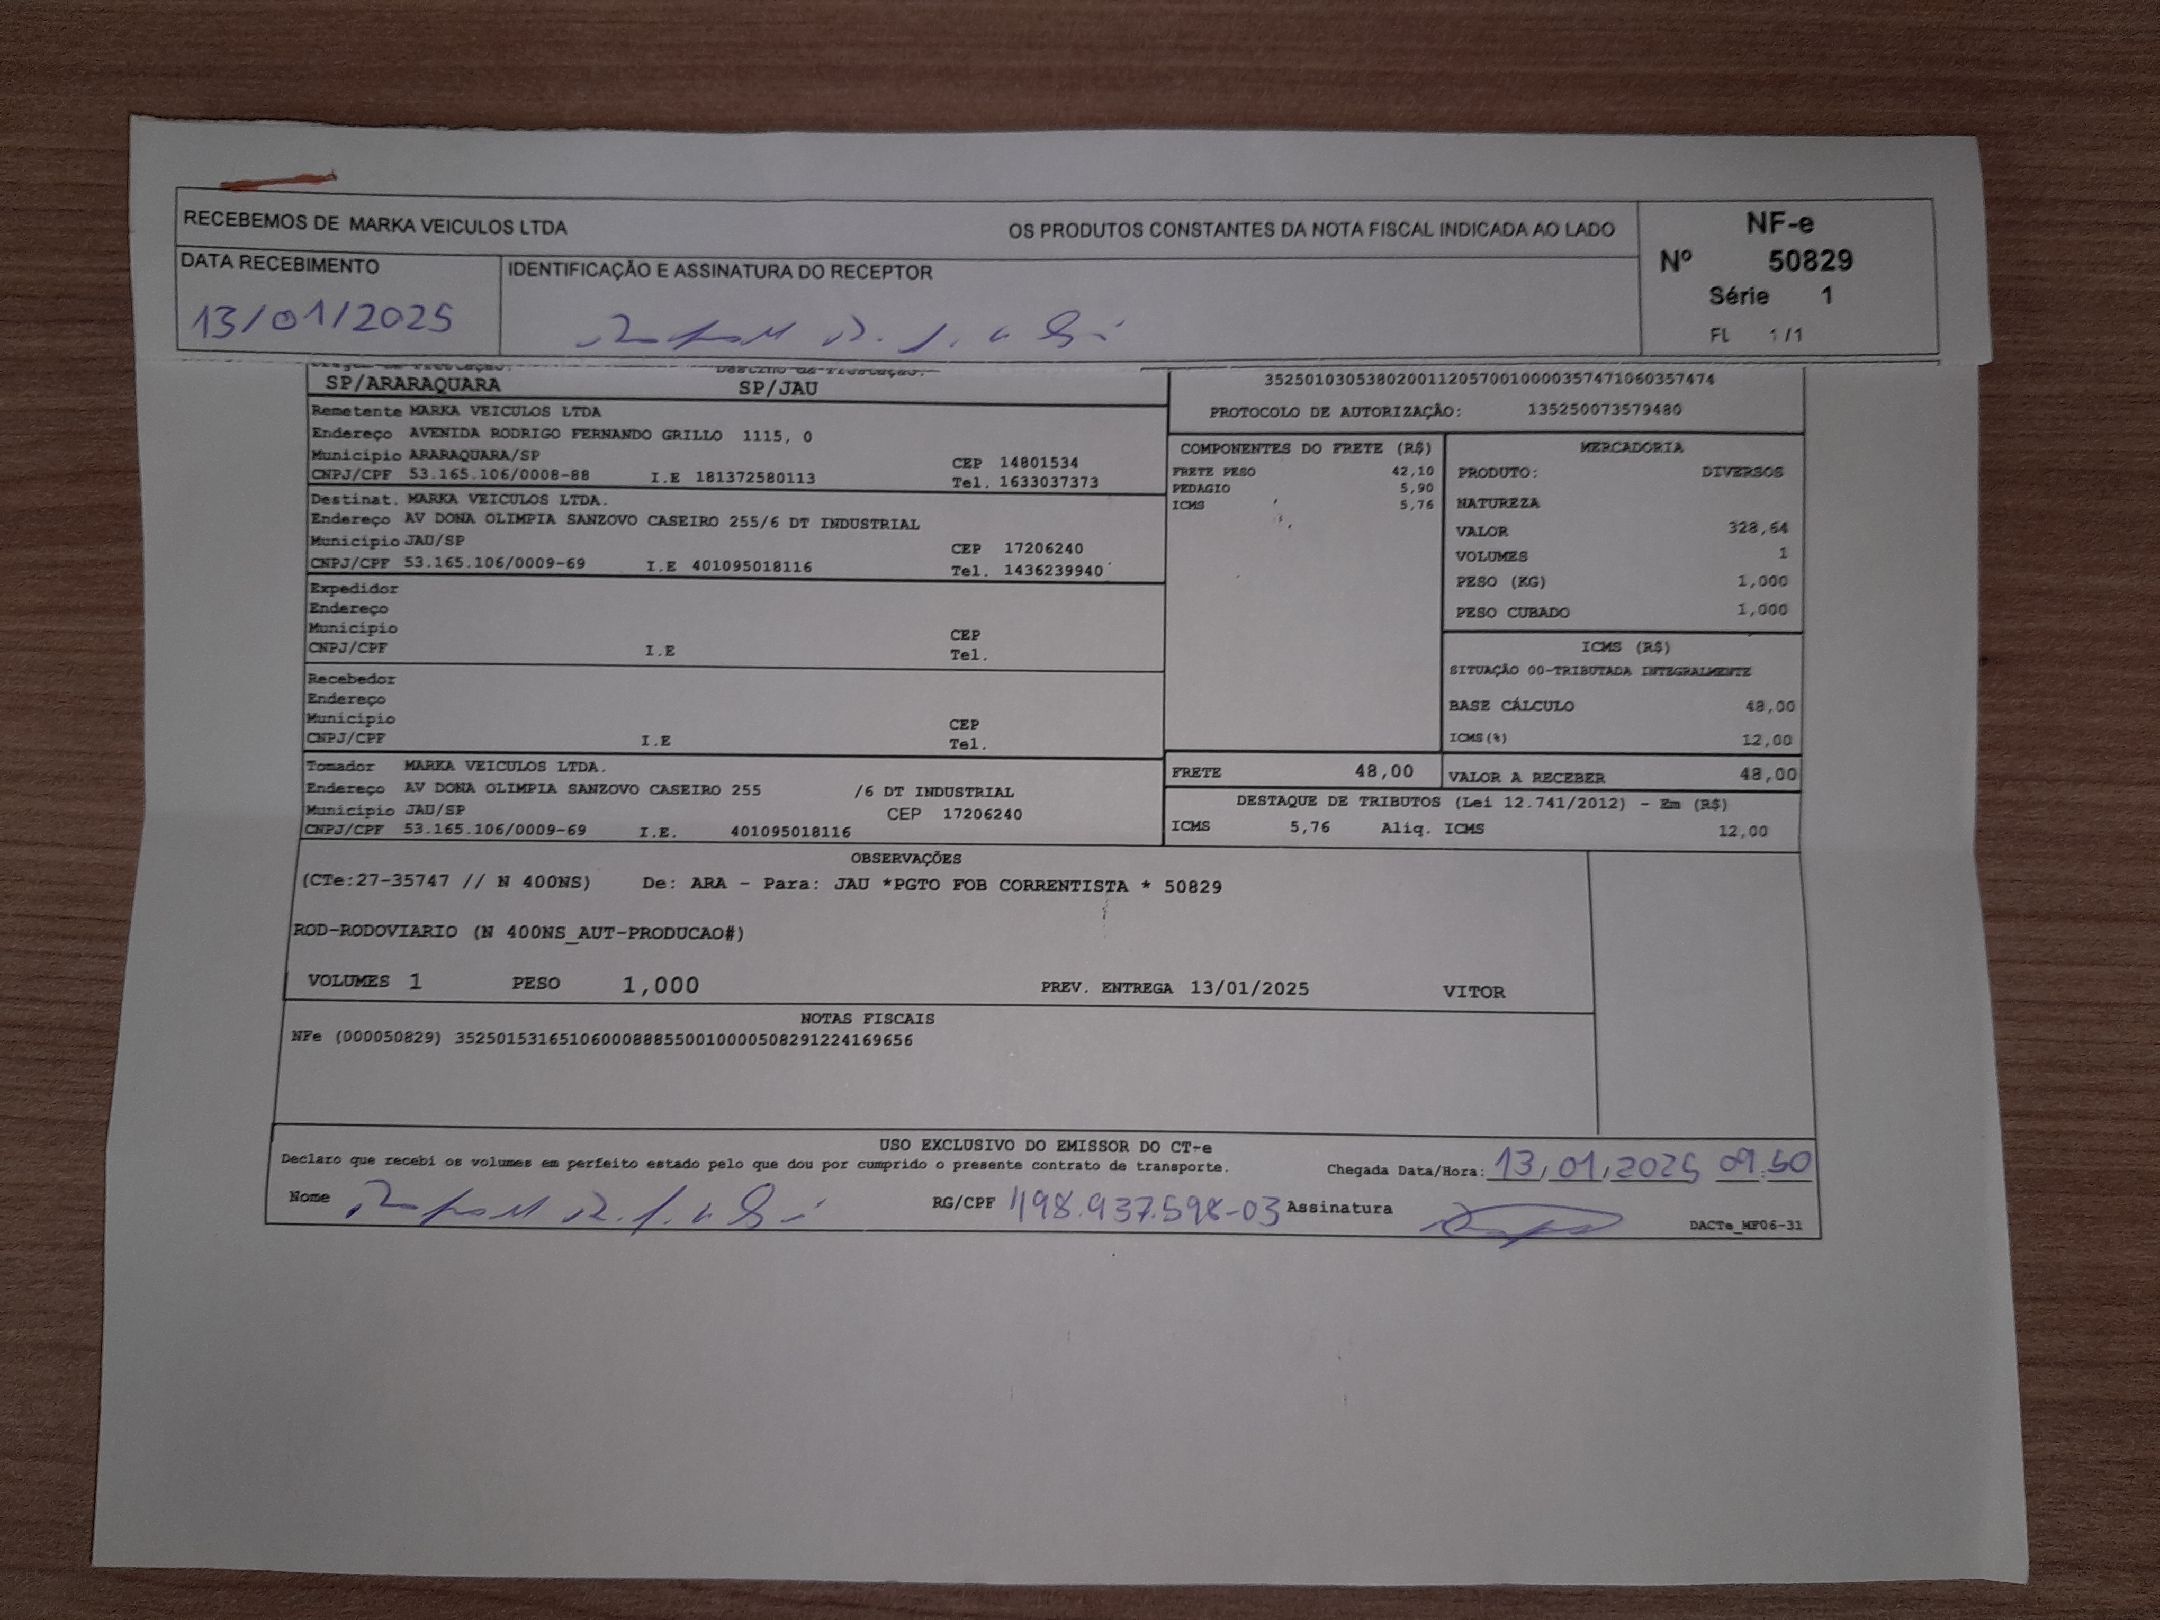 RECEBEMOS DE MARKA VEICULOS LTDA OS PRODUTOS CONSTANTES DA NOTA FISCAL INDICADA AO LADO
NF-e
Nº 50829
Série 1
FL 1 /1
DATA RECEBIMENTO
13/01/2025
IDENTIFICAÇÃO E ASSINATURA DO RECEPTOR
SP/ARARAQUARA SP/JAU
Remetente MARKA VEICULOS LTDA
Endereço AVENIDA RODRIGO FERNANDO GRILLO 1115, 0
Município ARARAQUARA/SP CEP 14801534
CNPJ/CPF 53.165.106/0008-88 I.E 181372580113 Tel. 1633037373
Destinat. MARKA VEICULOS LTDA.
Endereço AV DONA OLIMPIA SANZOVO CASEIRO 255/6 DT INDUSTRIAL
Município JAU/SP CEP 17206240
CNPJ/CPF 53.165.106/0009-69 I.E 401095018116 Tel. 1436239940
Expedidor
Endereço
Município CEP
CNPJ/CPF I.E Tel.
Recebedor
Endereço
Município CEP
CNPJ/CPF I.E Tel.
Tomador MARKA VEICULOS LTDA.
Endereço AV DONA OLIMPIA SANZOVO CASEIRO 255 /6 DT INDUSTRIAL
Município JAU/SP CEP 17206240
CNPJ/CPF 53.165.106/0009-69 I.E. 401095018116
35250103053802001120570010000357471060357474
PROTOCOLO DE AUTORIZAÇÃO: 135250073579480
COMPONENTES DO FRETE (R$)
FRETE PESO 42,10
PEDAGIO 5,90
ICMS 5,76
MERCADORIA
PRODUTO: DIVERSOS
NATUREZA
VALOR 328,64
VOLUMES 1
PESO (KG) 1,000
PESO CUBADO 1,000
ICMS (R$)
SITUAÇÃO 00-TRIBUTADA INTEGRALMENTE
BASE CÁLCULO 48,00
ICMS(%) 12,00
FRETE 48,00 VALOR A RECEBER 48,00
DESTAQUE DE TRIBUTOS (Lei 12.741/2012) - Em (R$)
ICMS 5,76 Aliq. ICMS 12,00
OBSERVAÇÕES
(CTe:27-35747 // N 400NS) De: ARA - Para: JAU *PGTO FOB CORRENTISTA * 50829
ROD-RODOVIARIO (N 400NS_AUT-PRODUCAO#)
VOLUMES 1 PESO 1,000 PREV. ENTREGA 13/01/2025 VITOR
NOTAS FISCAIS
NFe (000050829) 35250153165106000888550010000508291224169656
USO EXCLUSIVO DO EMISSOR DO CT-e
Declaro que recebi os volumes em perfeito estado pelo que dou por cumprido o presente contrato de transporte. Chegada Data/Hora: 13/01/2025 09:50
Nome RG/CPF 498.937.598-03 Assinatura
DACTe_MF06-31